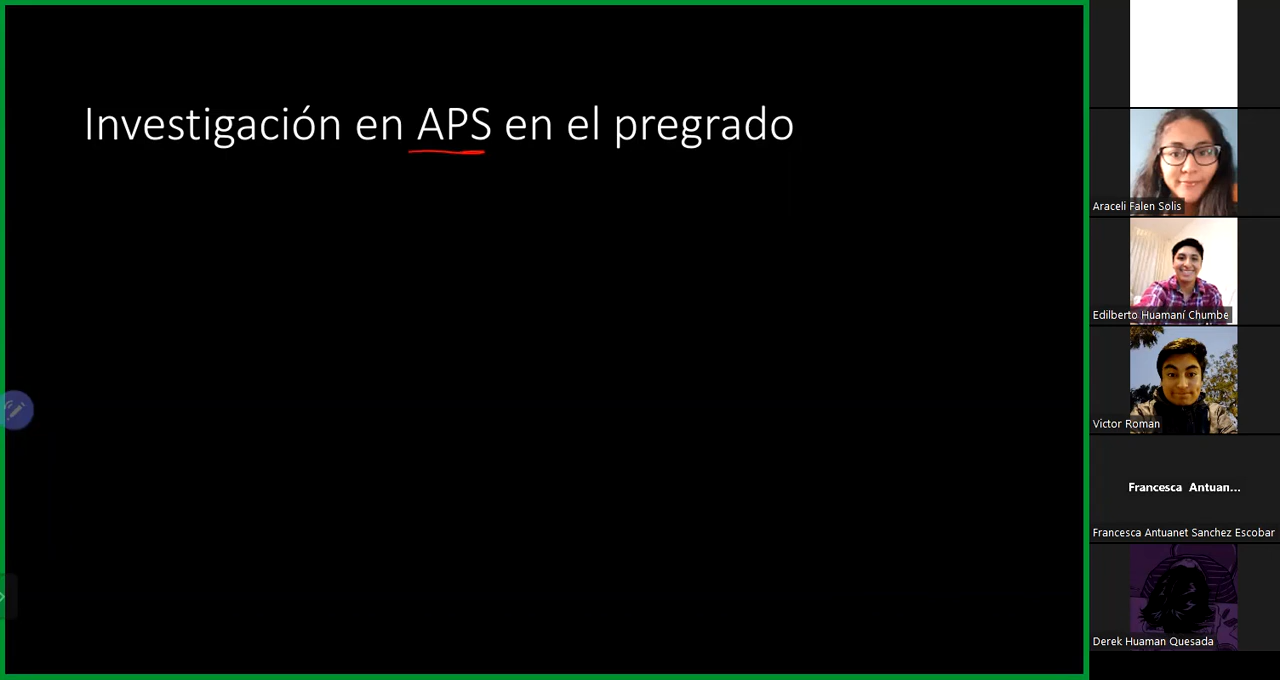 Investigación en APS en el pregrado
Araceli Falen Solis
Edilberto Huamaní Chumbe
Victor Roman
Francesca Antuan...
Francesca Antuanet Sanchez Escobar
Derek Huaman Quesada